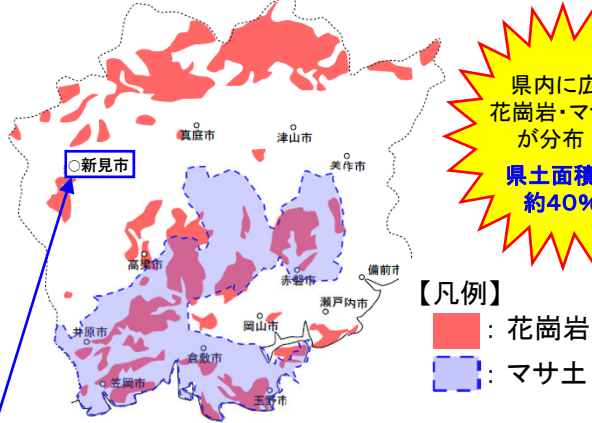 真庭市
津山市
美作市
○新見市
高梁市
赤磐市
備前市
瀬戸内市
岡山市
井原市
倉敷市
笠岡市
玉野市
県内に広
花崗岩・マサ
が分布
県土面積
約40%
【凡例】
：花崗岩
：マサ土